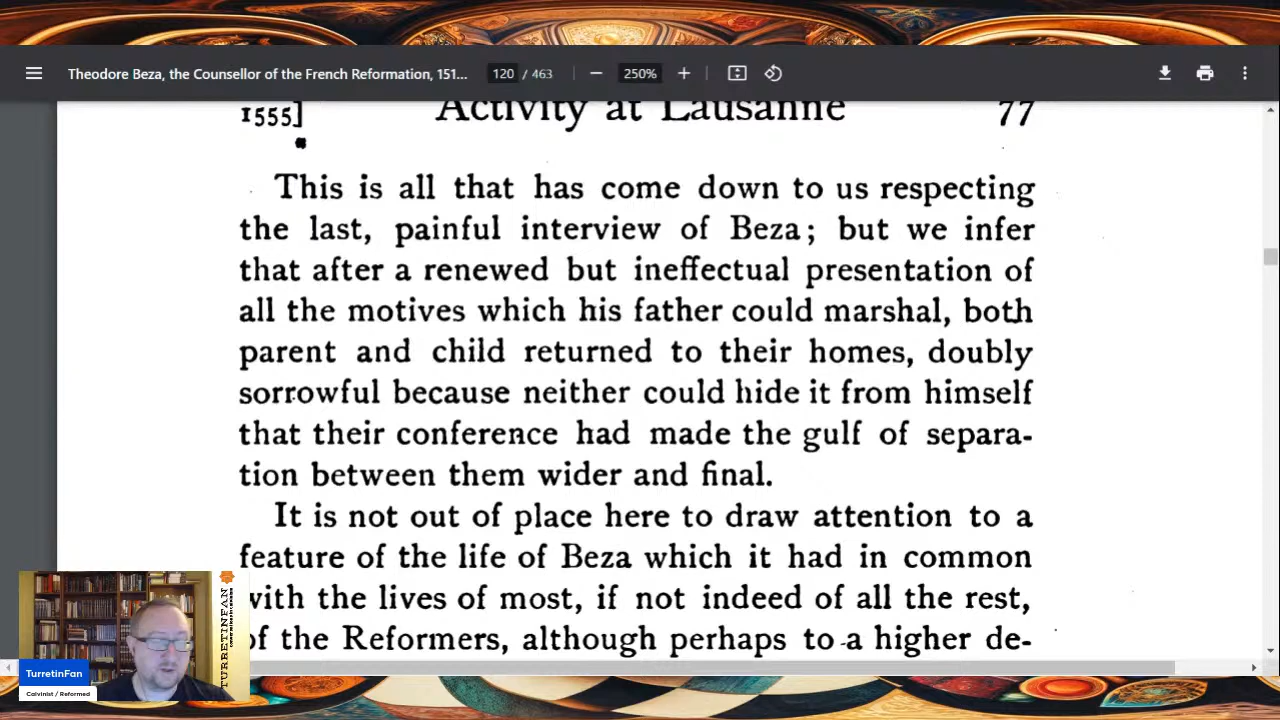 Theodore Beza, the Counsellor of the French Reformation, 151...
120 / 463
250%
1555]
Activity at Lausanne
77
This is all that has come down to us respecting
the last, painful interview of Beza; but we infer
that after a renewed but ineffectual presentation of
all the motives which his father could marshal, both
parent and child returned to their homes, doubly
sorrowful because neither could hide it from himself
that their conference had made the gulf of separa-
tion between them wider and final.
It is not out of place here to draw attention to a
feature of the life of Beza which it had in common
with the lives of most, if not indeed of all the rest,
of the Reformers, although perhaps to a higher de-
TURRETINFAN
TurretinFan
Calvinist / Reformed